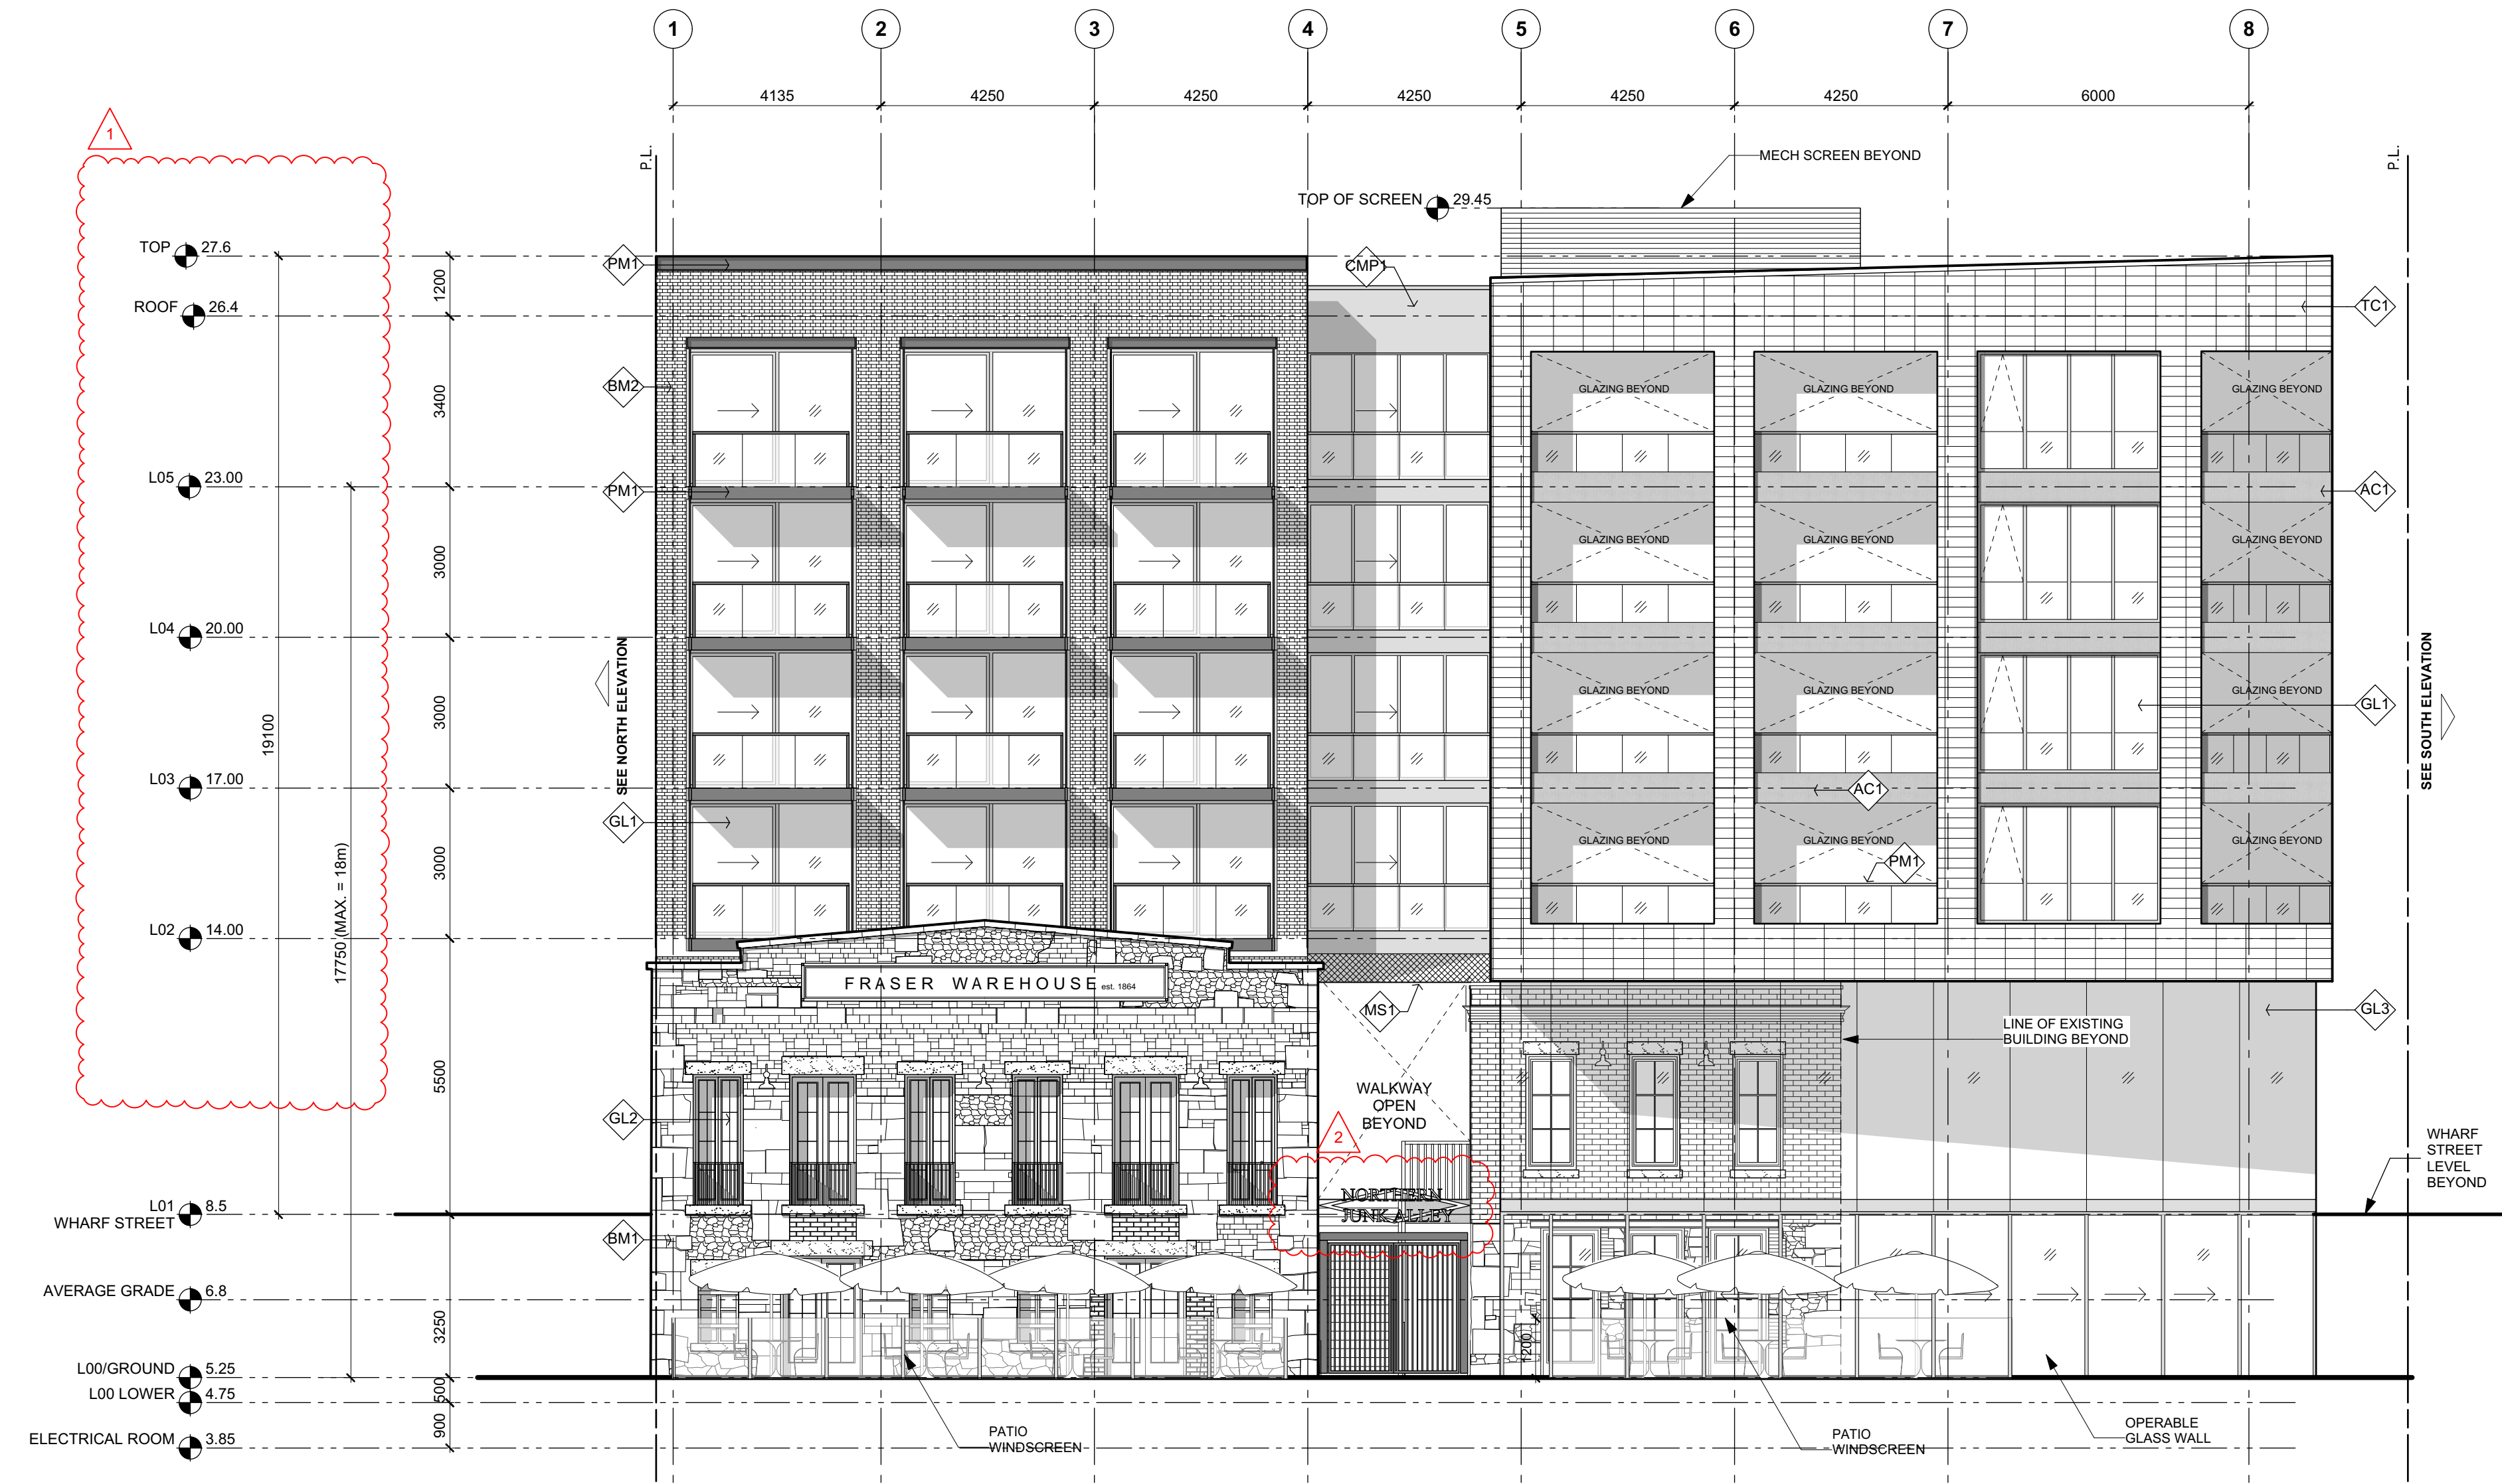 1
2
3
4
5
6
7
8
4135
4250
4250
4250
4250
4250
6000
1
P.L.
P.L.
MECH SCREEN BEYOND
TOP OF SCREEN 29.45
TOP 27.6
PM1
CMP1
1200
ROOF 26.4
TC1
BM2
3400
GLAZING BEYOND
GLAZING BEYOND
GLAZING BEYOND
L05 23.00
PM1
AC1
3000
GLAZING BEYOND
GLAZING BEYOND
GLAZING BEYOND
L04 20.00
SEE NORTH ELEVATION
SEE SOUTH ELEVATION
19100
3000
GLAZING BEYOND
GLAZING BEYOND
GLAZING BEYOND
GL1
L03 17.00
AC1
GL1
3000
GLAZING BEYOND
GLAZING BEYOND
GLAZING BEYOND
PM1
17750 (MAX. = 18m)
L02 14.00
FRASER WAREHOUSE est. 1864
MS1
GL3
LINE OF EXISTING
BUILDING BEYOND
5500
GL2
WALKWAY
OPEN
BEYOND
2
WHARF
STREET
LEVEL
BEYOND
NORTHERN
JUNK ALLEY
L01 8.5
WHARF STREET
BM1
AVERAGE GRADE 6.8
3250
1200
L00/GROUND 5.25
L00 LOWER 4.75
500
900
ELECTRICAL ROOM 3.85
PATIO
WINDSCREEN
PATIO
WINDSCREEN
OPERABLE
GLASS WALL